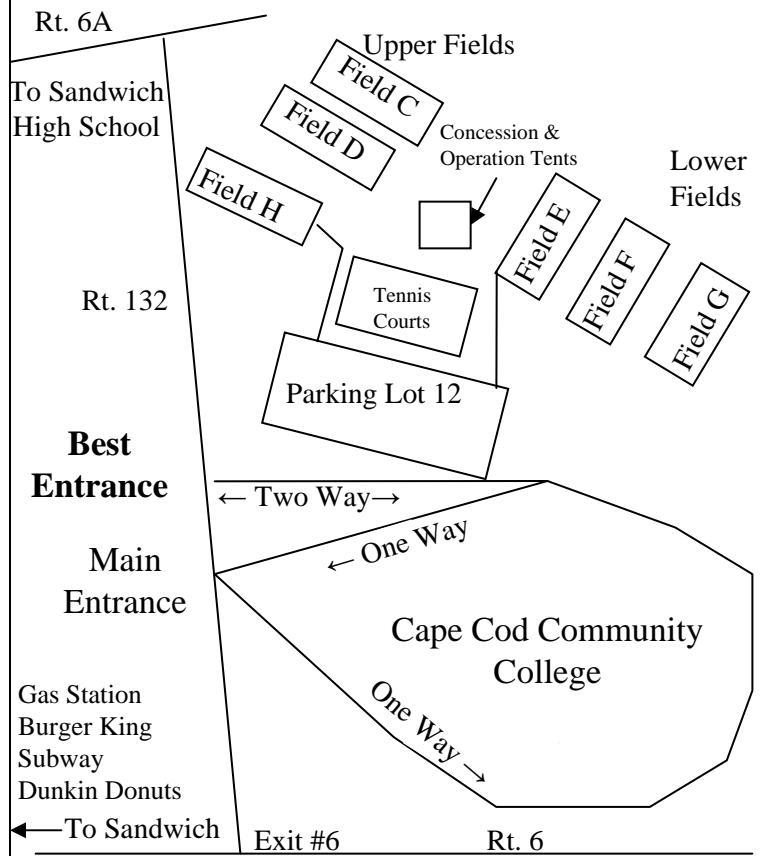 Rt. 6A
Upper Fields
To Sandwich
High School
Field C
Field D
Concession &
Operation Tents
Lower
Fields
Field H
Field E
Field F
Field G
Rt. 132
Tennis
Courts
Parking Lot 12
Best
Entrance
← Two Way→
← One Way
Main
Entrance
Cape Cod Community
College
One Way →
Gas Station
Burger King
Subway
Dunkin Donuts
To Sandwich
Exit #6
Rt. 6